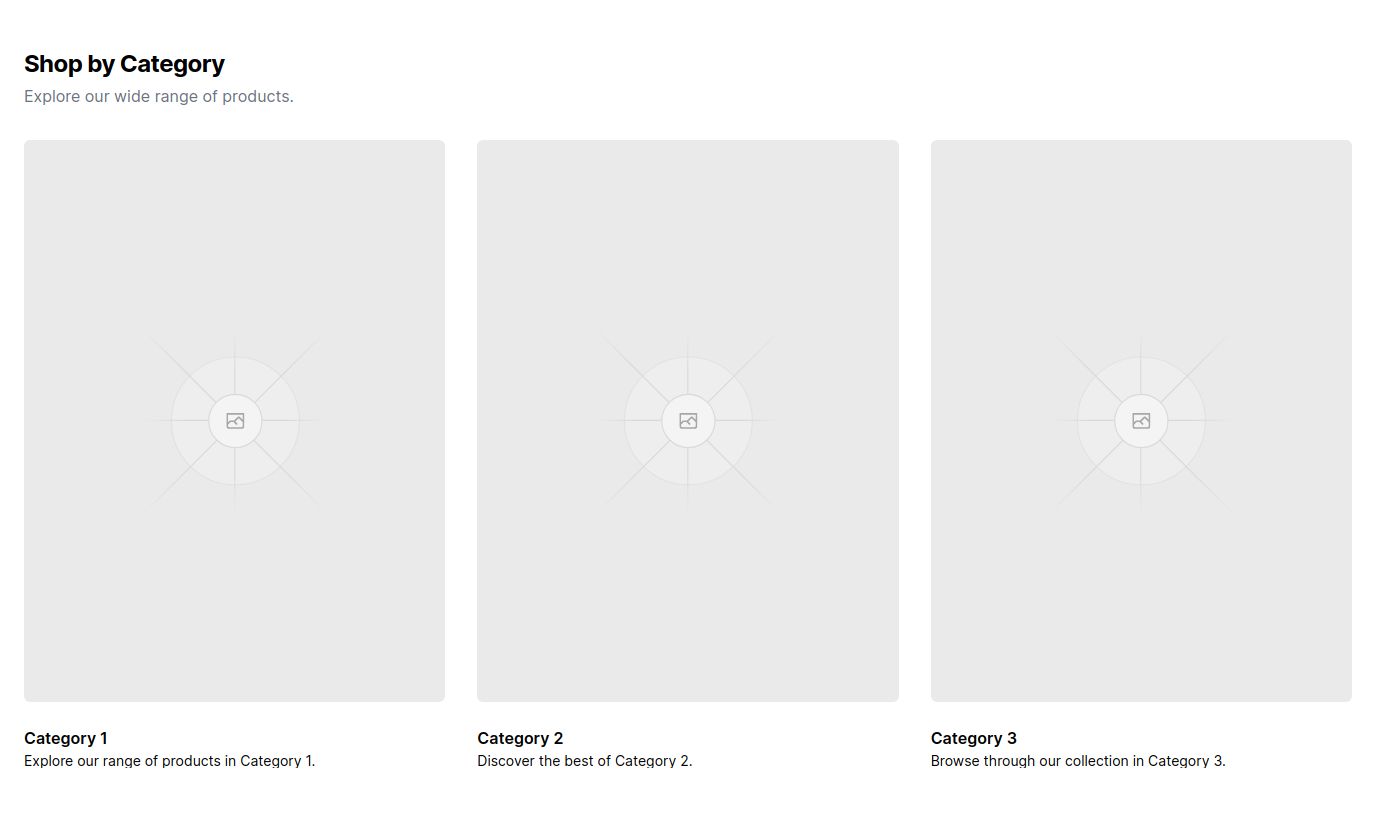 Shop by Category
Explore our wide range of products.
Category 1
Explore our range of products in Category 1.
Category 2
Discover the best of Category 2.
Category 3
Browse through our collection in Category 3.